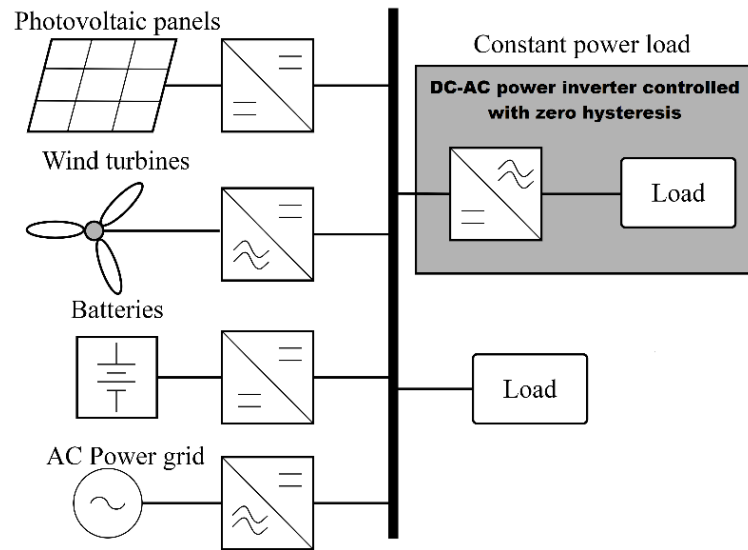 Photovoltaic panels
Constant power load
DC-AC power inverter controlled
with zero hysteresis
Wind turbines
Load
Batteries
Load
AC Power grid